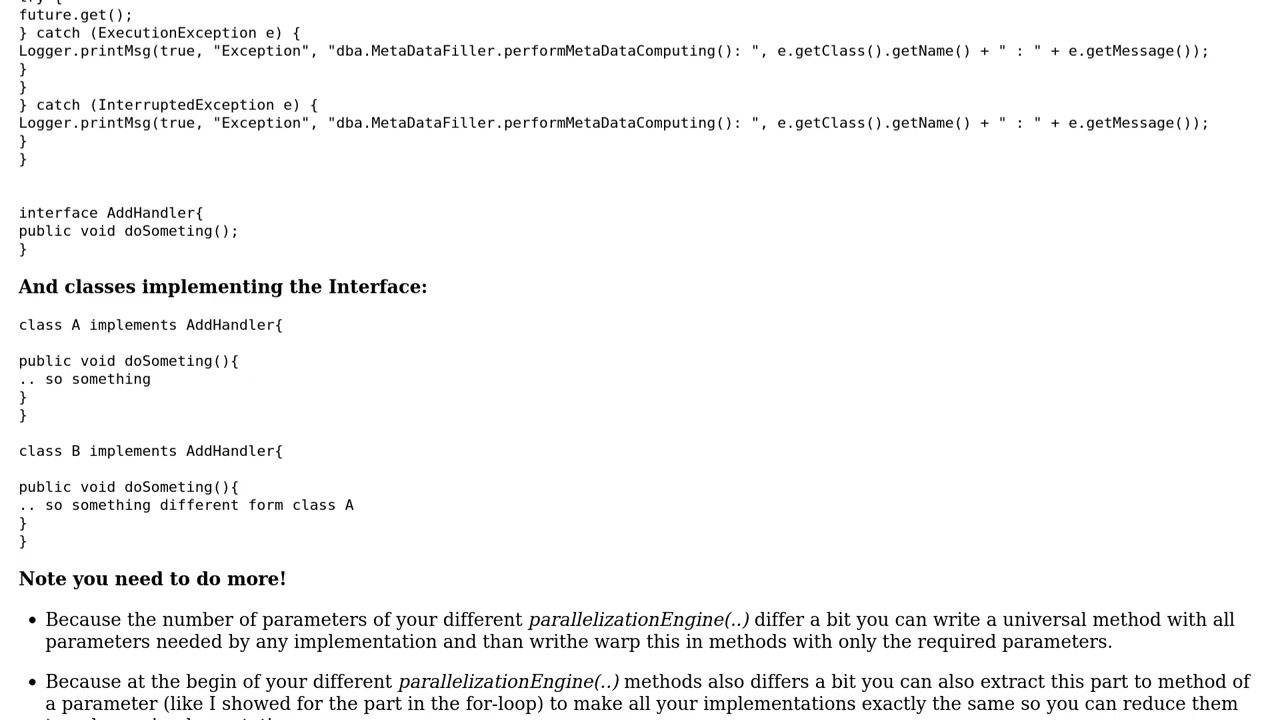 try {
future.get();
} catch (ExecutionException e) {
Logger.printMsg(true, "Exception", "dba.MetaDataFiller.performMetaDataComputing(): ", e.getClass().getName() + " : " + e.getMessage());
}
}
} catch (InterruptedException e) {
Logger.printMsg(true, "Exception", "dba.MetaDataFiller.performMetaDataComputing(): ", e.getClass().getName() + " : " + e.getMessage());
}
}
interface AddHandler{
public void doSometing();
}
And classes implementing the Interface:
class A implements AddHandler{
public void doSometing(){
.. so something
}
}
class B implements AddHandler{
public void doSometing(){
.. so something different form class A
}
}
Note you need to do more!
• Because the number of parameters of your different parallelizationEngine(..) differ a bit you can write a universal method with all
parameters needed by any implementation and than writhe warp this in methods with only the required parameters.
• Because at the begin of your different parallelizationEngine(..) methods also differs a bit you can also extract this part to method of
a parameter (like I showed for the part in the for-loop) to make all your implementations exactly the same so you can reduce them